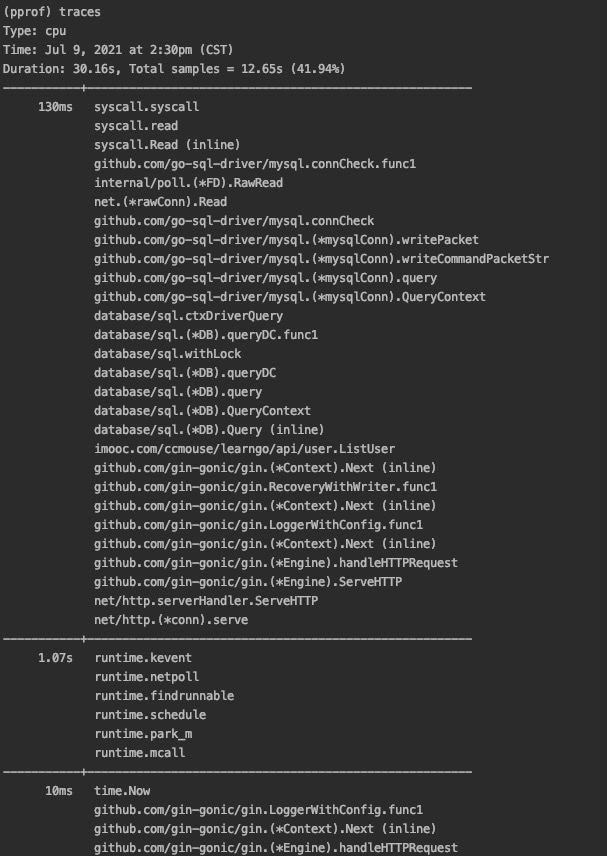 (pprof) traces
Type: cpu
Time: Jul 9, 2021 at 2:30pm (CST)
Duration: 30.16s, Total samples = 12.65s (41.94%)
-----------+-------------------------------------------------------
130ms syscall.syscall
syscall.read
syscall.Read (inline)
github.com/go-sql-driver/mysql.connCheck.func1
internal/poll.(*FD).RawRead
net.(*rawConn).Read
github.com/go-sql-driver/mysql.connCheck
github.com/go-sql-driver/mysql.(*mysqlConn).writePacket
github.com/go-sql-driver/mysql.(*mysqlConn).writeCommandPacketStr
github.com/go-sql-driver/mysql.(*mysqlConn).query
github.com/go-sql-driver/mysql.(*mysqlConn).QueryContext
database/sql.ctxDriverQuery
database/sql.(*DB).queryDC.func1
database/sql.withLock
database/sql.(*DB).queryDC
database/sql.(*DB).query
database/sql.(*DB).QueryContext
database/sql.(*DB).Query (inline)
imooc.com/ccmouse/learngo/api/user.ListUser
github.com/gin-gonic/gin.(*Context).Next (inline)
github.com/gin-gonic/gin.RecoveryWithWriter.func1
github.com/gin-gonic/gin.(*Context).Next (inline)
github.com/gin-gonic/gin.LoggerWithConfig.func1
github.com/gin-gonic/gin.(*Context).Next (inline)
github.com/gin-gonic/gin.(*Engine).handleHTTPRequest
github.com/gin-gonic/gin.(*Engine).ServeHTTP
net/http.serverHandler.ServeHTTP
net/http.(*conn).serve
-----------+-------------------------------------------------------
1.07s runtime.kevent
runtime.netpoll
runtime.findrunnable
runtime.schedule
runtime.park_m
runtime.mcall
-----------+-------------------------------------------------------
10ms time.Now
github.com/gin-gonic/gin.LoggerWithConfig.func1
github.com/gin-gonic/gin.(*Context).Next (inline)
github.com/gin-gonic/gin.(*Engine).handleHTTPRequest